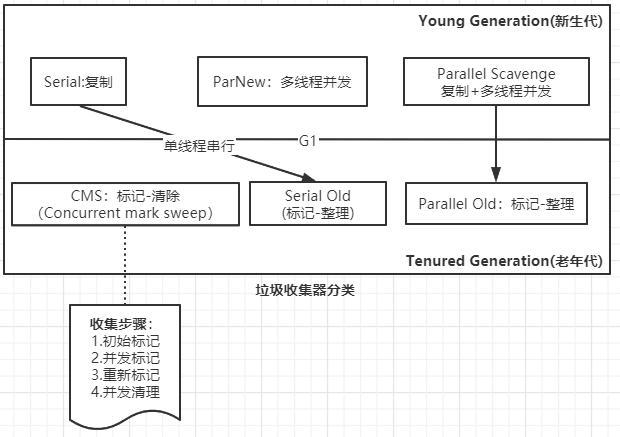 Young Generation(新生代)
Serial:复制
ParNew：多线程并发
Parallel Scavenge
复制+多线程并发
单线程串行
G1
CMS：标记-清除
（Concurrent mark sweep）
Serial Old
(标记-整理)
Parallel Old：标记-整理
Tenured Generation(老年代)
垃圾收集器分类
收集步骤：
1.初始标记
2.并发标记
3.重新标记
4.并发清理